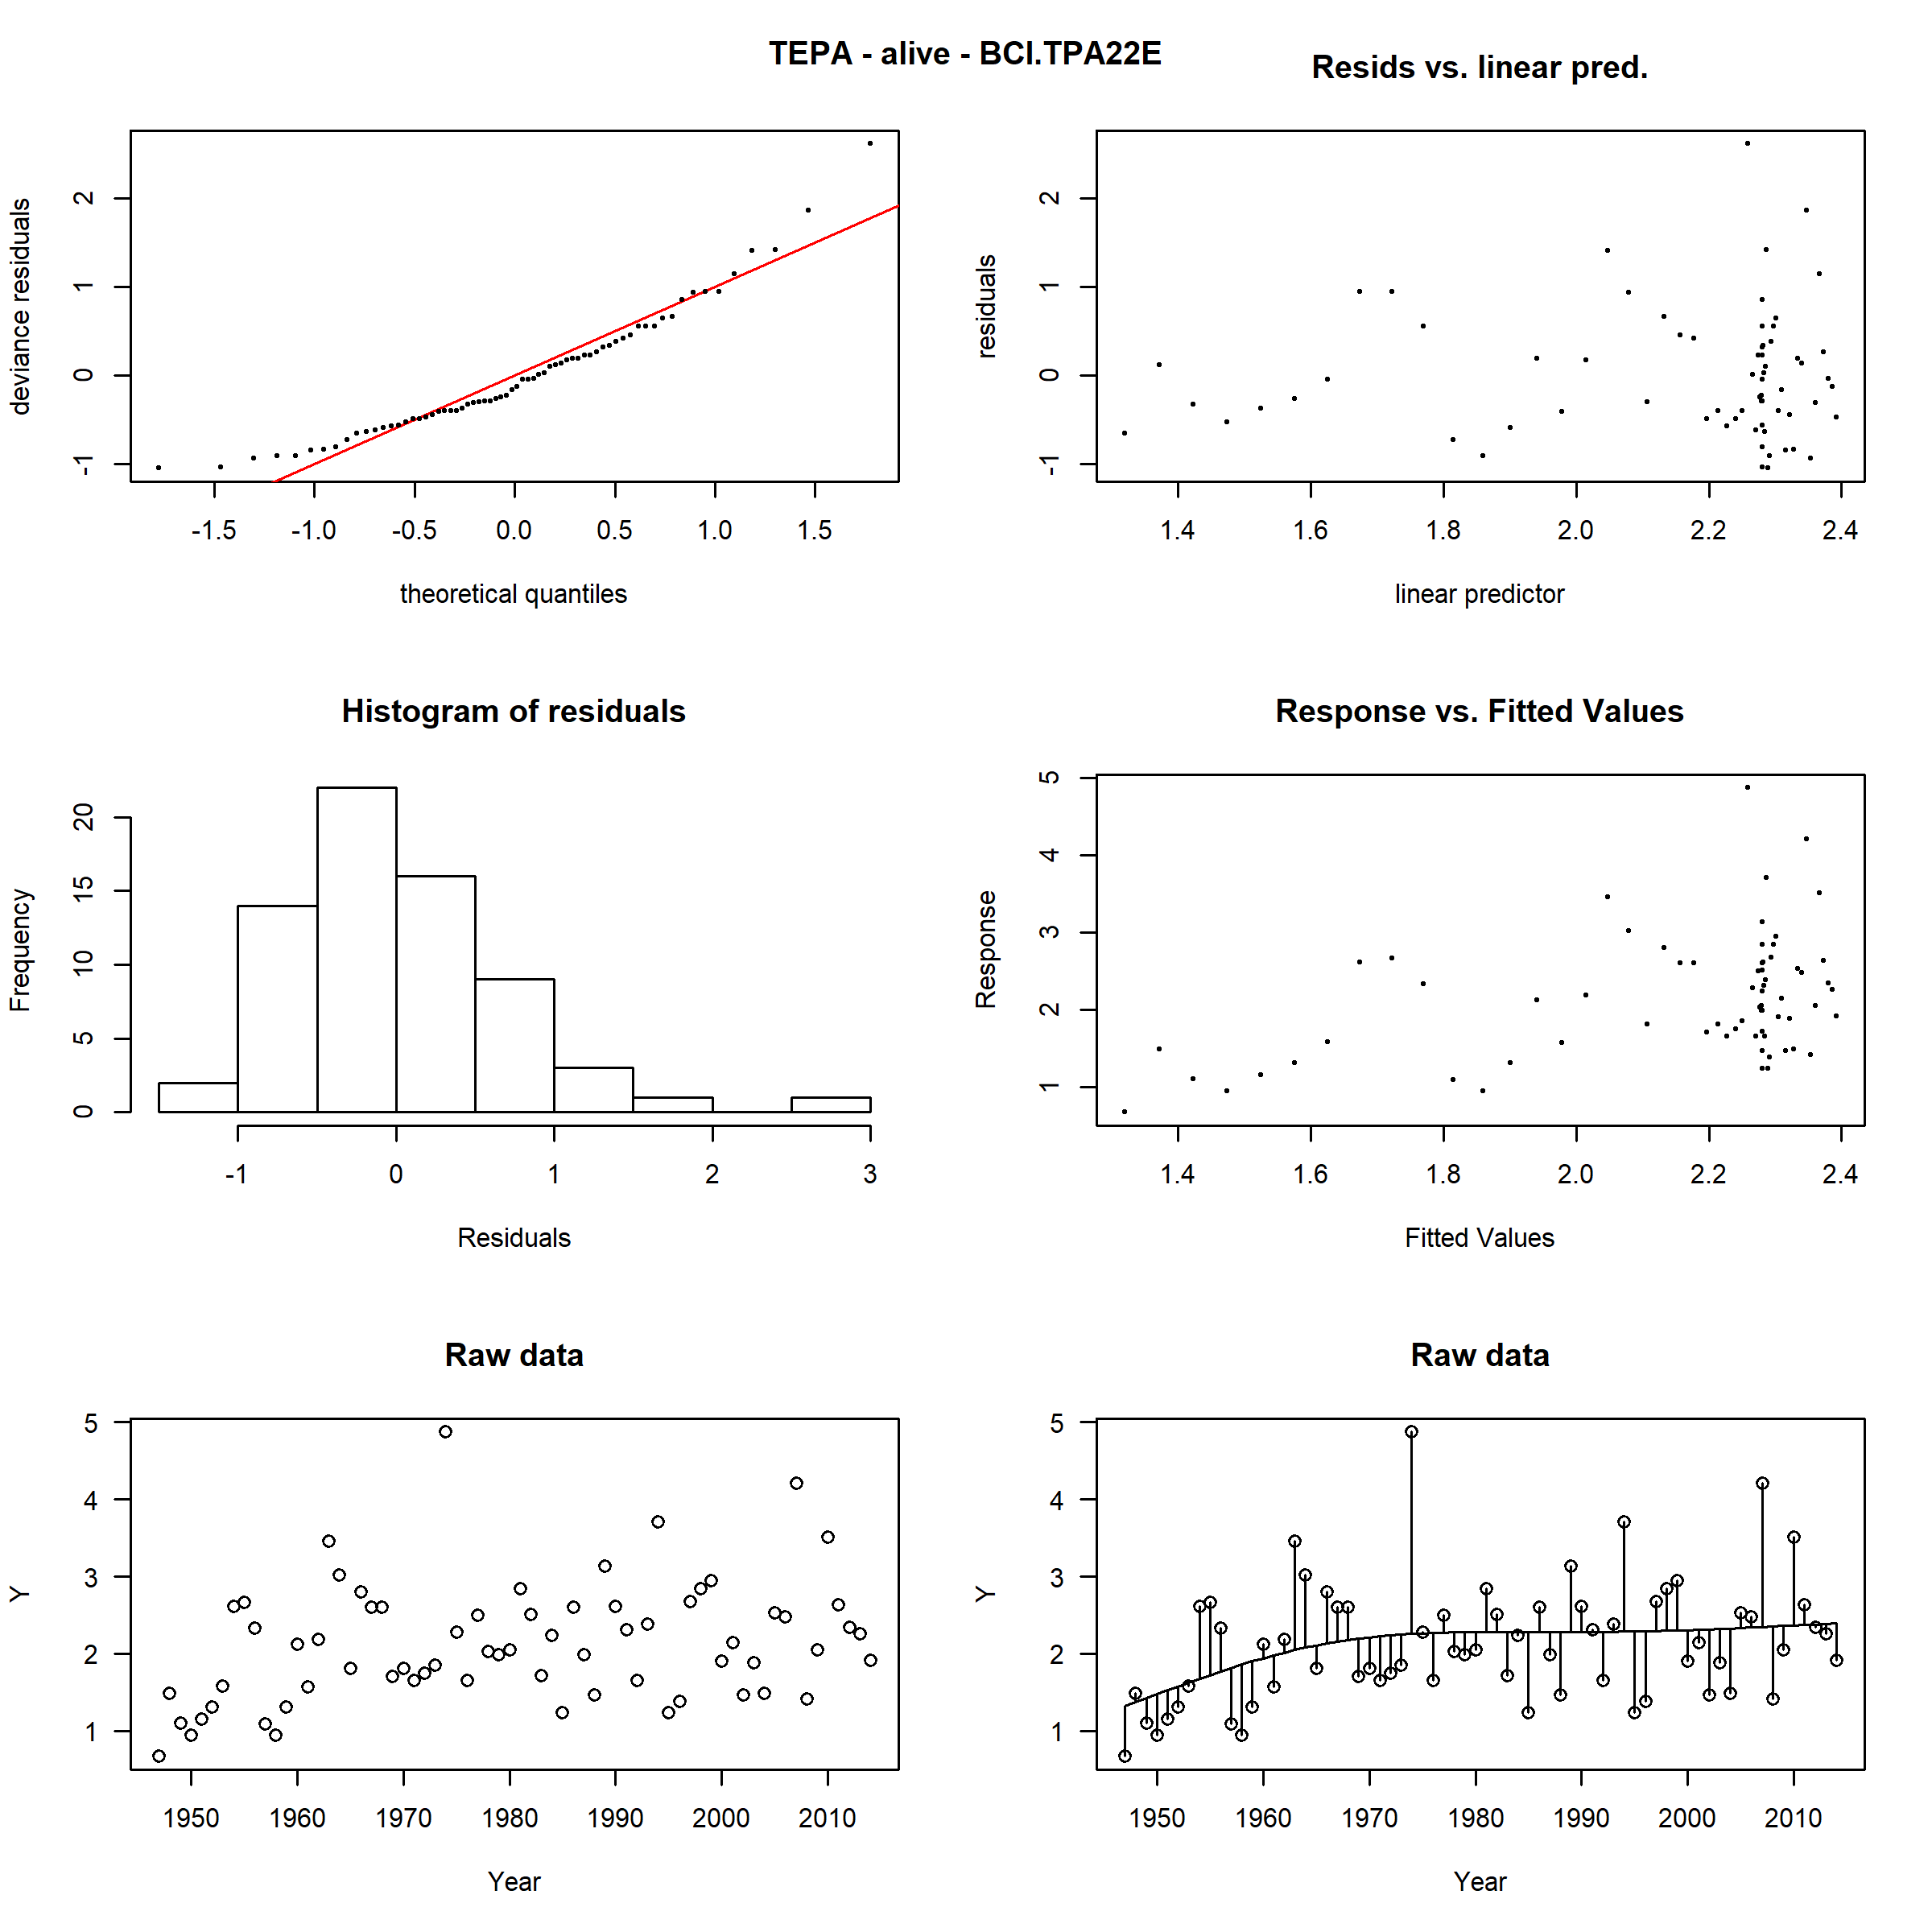 TEPA - alive - BCI.TPA22E
Resids vs. linear pred.
deviance residuals
-1 0 1 2
-1.5 -1.0 -0.5 0.0 0.5 1.0 1.5
theoretical quantiles
residuals
-1 0 1 2
1.4 1.6 1.8 2.0 2.2 2.4
linear predictor
Histogram of residuals
Frequency
0 5 10 15 20
-1 0 1 2 3
Residuals
Response vs. Fitted Values
Response
1 2 3 4 5
1.4 1.6 1.8 2.0 2.2 2.4
Fitted Values
Raw data
Y
1 2 3 4 5
1950 1960 1970 1980 1990 2000 2010
Year
Raw data
Y
1 2 3 4 5
1950 1960 1970 1980 1990 2000 2010
Year